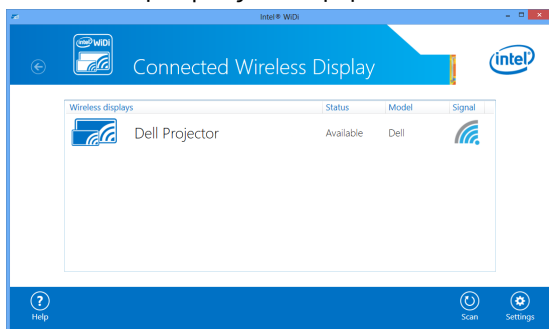 Intel® WiDi
intel WiDi
Connected Wireless Display
intel
Wireless displays Status Model Signal
Dell Projector Available Dell
? Help
Scan Settings